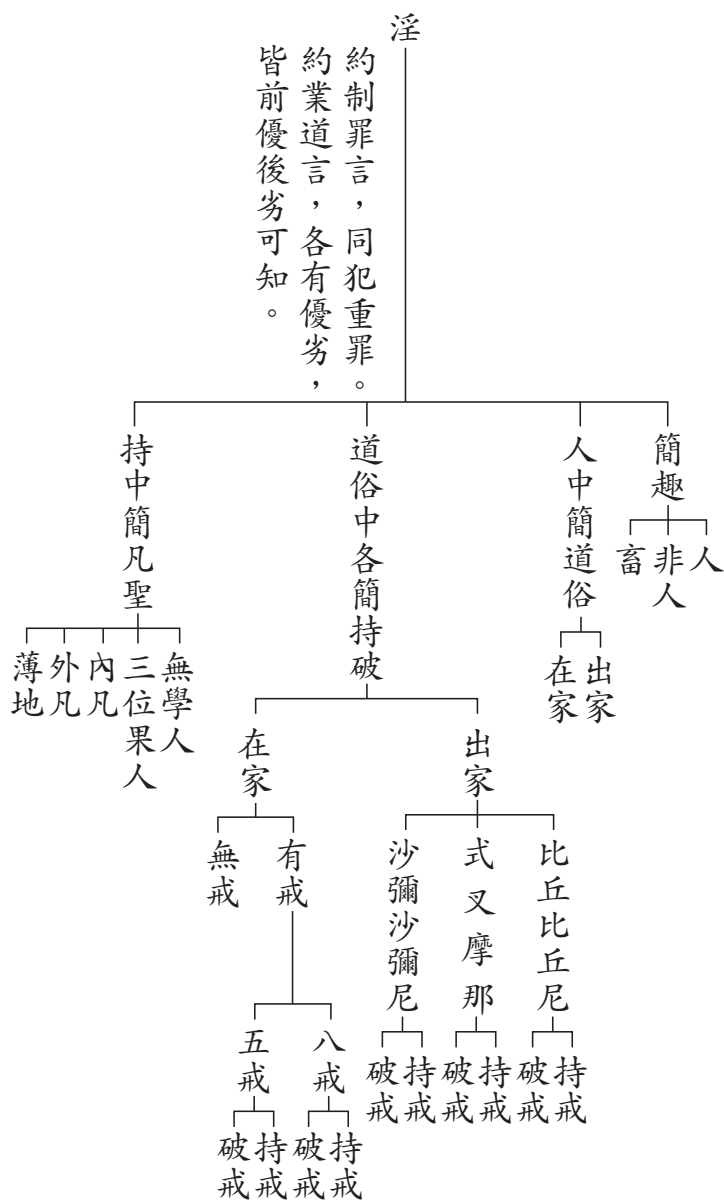 淫
約制罪言，同犯重罪。
約業道言，各有優劣，
皆前優後劣可知。
簡趣
人
非人
畜
人中簡道俗
出家
在家
道俗中各簡持破
出家
比丘比丘尼
持戒
破戒
式叉摩那
持戒
破戒
沙彌沙彌尼
持戒
破戒
在家
有戒
八戒
持戒
破戒
五戒
持戒
破戒
無戒
持中簡凡聖
無學人
三位果人
內凡
外凡
薄地